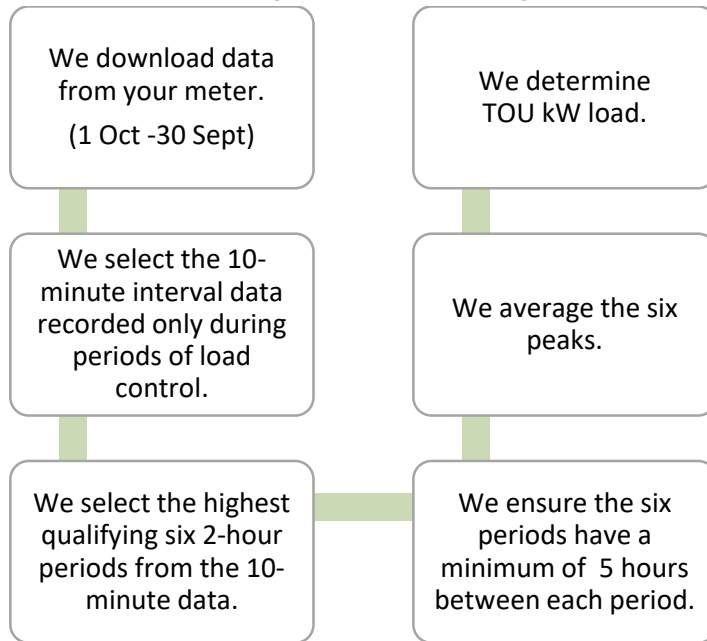 We download data
from your meter.
(1 Oct -30 Sept)
We select the 10-
minute interval data
recorded only during
periods of load
control.
We select the highest
qualifying six 2-hour
periods from the 10-
minute data.
We ensure the six
periods have a
minimum of  5 hours
between each period.
We average the six
peaks.
We determine
TOU kW load.